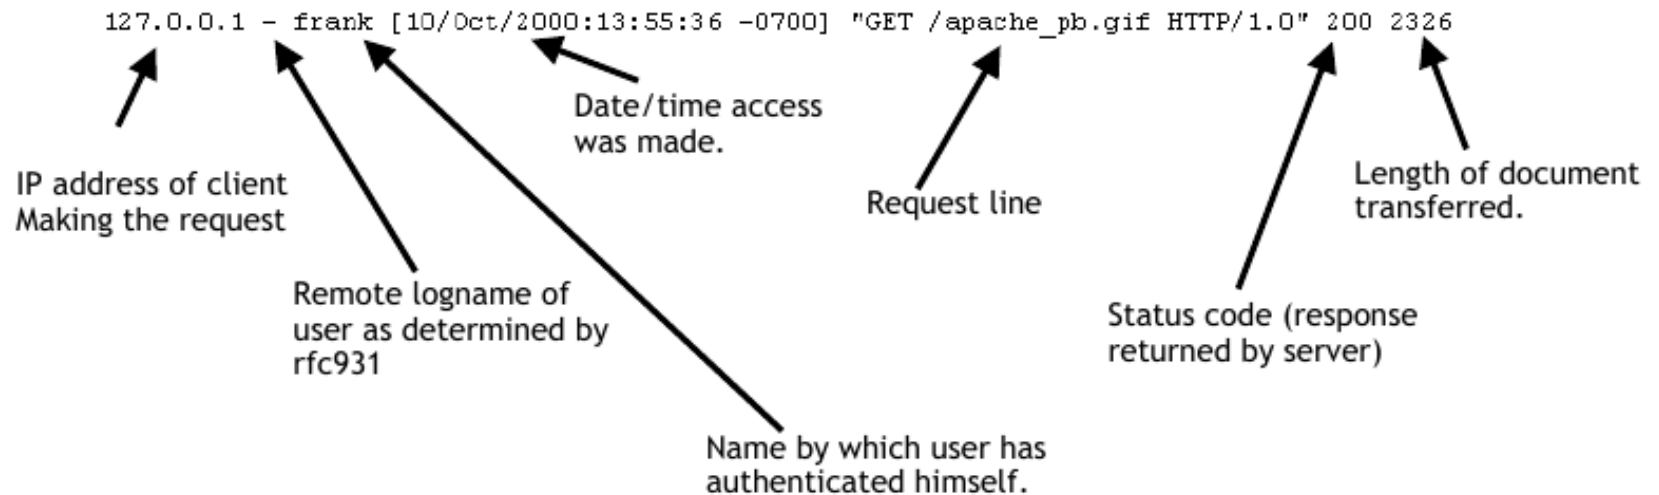 127.0.0.1 - frank [10/Oct/2000:13:55:36 -0700] "GET /apache_pb.gif HTTP/1.0" 200 2326
Date/time access
was made.
IP address of client
Making the request
Request line
Length of document
transferred.
Remote logname of
user as determined by
rfc931
Status code (response
returned by server)
Name by which user has
authenticated himself.